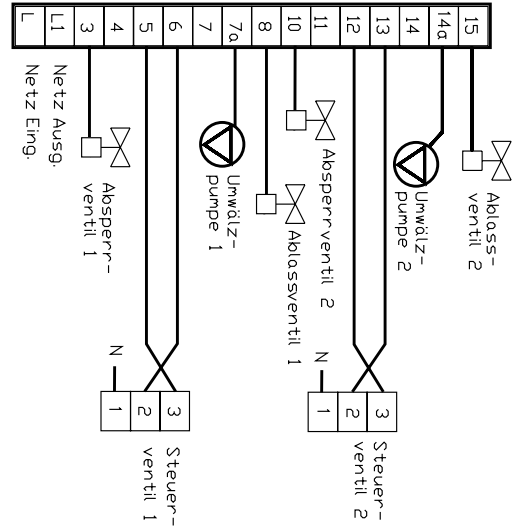 L
L1
3
4
5
6
7
7a
8
10
11
12
13
14
14a
15
Netz Eing.
Netz Ausg.
Absperr-
ventil 1
Umwälz-
pumpe 1
Ablassventil 1
Absperrventil 2
Umwälz-
pumpe 2
Ablass-
ventil 2
N
1
2
3
Steuer-
ventil 1
N
1
2
3
Steuer-
ventil 2